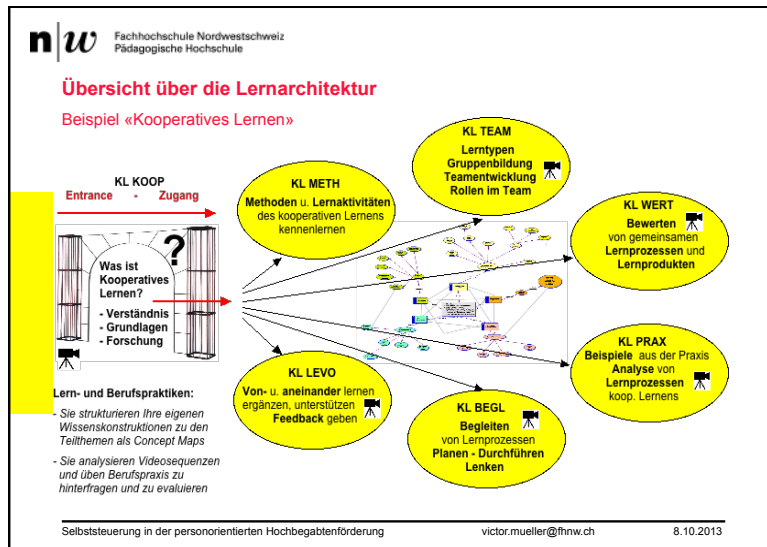 n w
Fachhochschule Nordwestschweiz
Pädagogische Hochschule
Übersicht über die Lernarchitektur
Beispiel «Kooperatives Lernen»
KL KOOP
Entrance - Zugang
?
Was ist
Kooperatives
Lernen?
- Verständnis
- Grundlagen
- Forschung
Lern- und Berufspraktiken:
- Sie strukturieren Ihre eigenen
Wissenskonstruktionen zu den
Teilthemen als Concept Maps
- Sie analysieren Videosequenzen
und üben Berufspraxis zu
hinterfragen und zu evaluieren
KL METH
Methoden u. Lernaktivitäten
des kooperativen Lernens
kennenlernen
KL TEAM
Lerntypen
Gruppenbildung
Teamentwicklung
Rollen im Team
KL WERT
Bewerten
von gemeinsamen
Lernprozessen und
Lernprodukten
KL PRAX
Beispiele aus der Praxis
Analyse von
Lernprozessen
koop. Lernens
KL BEGL
Begleiten
von Lernprozessen
Planen - Durchführen
Lenken
KL LEVO
Von- u. aneinander lernen
ergänzen, unterstützen
Feedback geben
Selbststeuerung in der personorientierten Hochbegabtenförderung
victor.mueller@fhnw.ch
8.10.2013